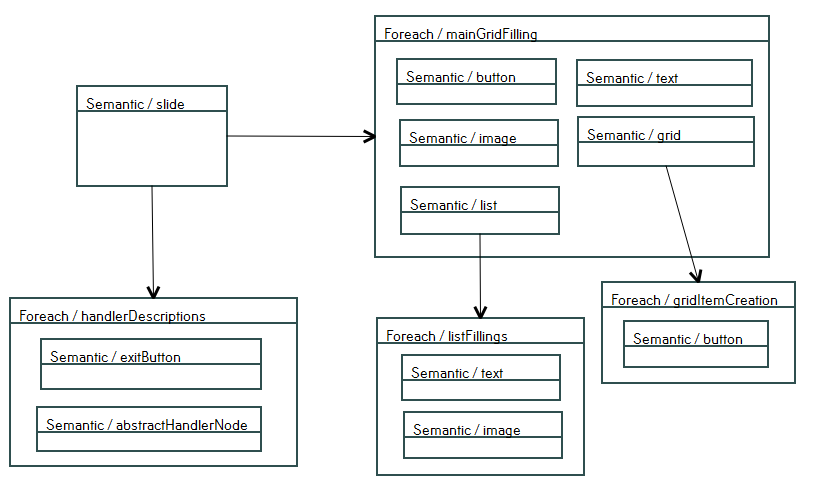 Foreach / mainGridFilling
Semantic / button
Semantic / text
Semantic / slide
Semantic / image
Semantic / grid
Semantic / list
Foreach / handlerDescriptions
Semantic / exitButton
Semantic / abstractHandlerNode
Foreach / listFillings
Semantic / text
Semantic / image
Foreach / gridItemCreation
Semantic / button